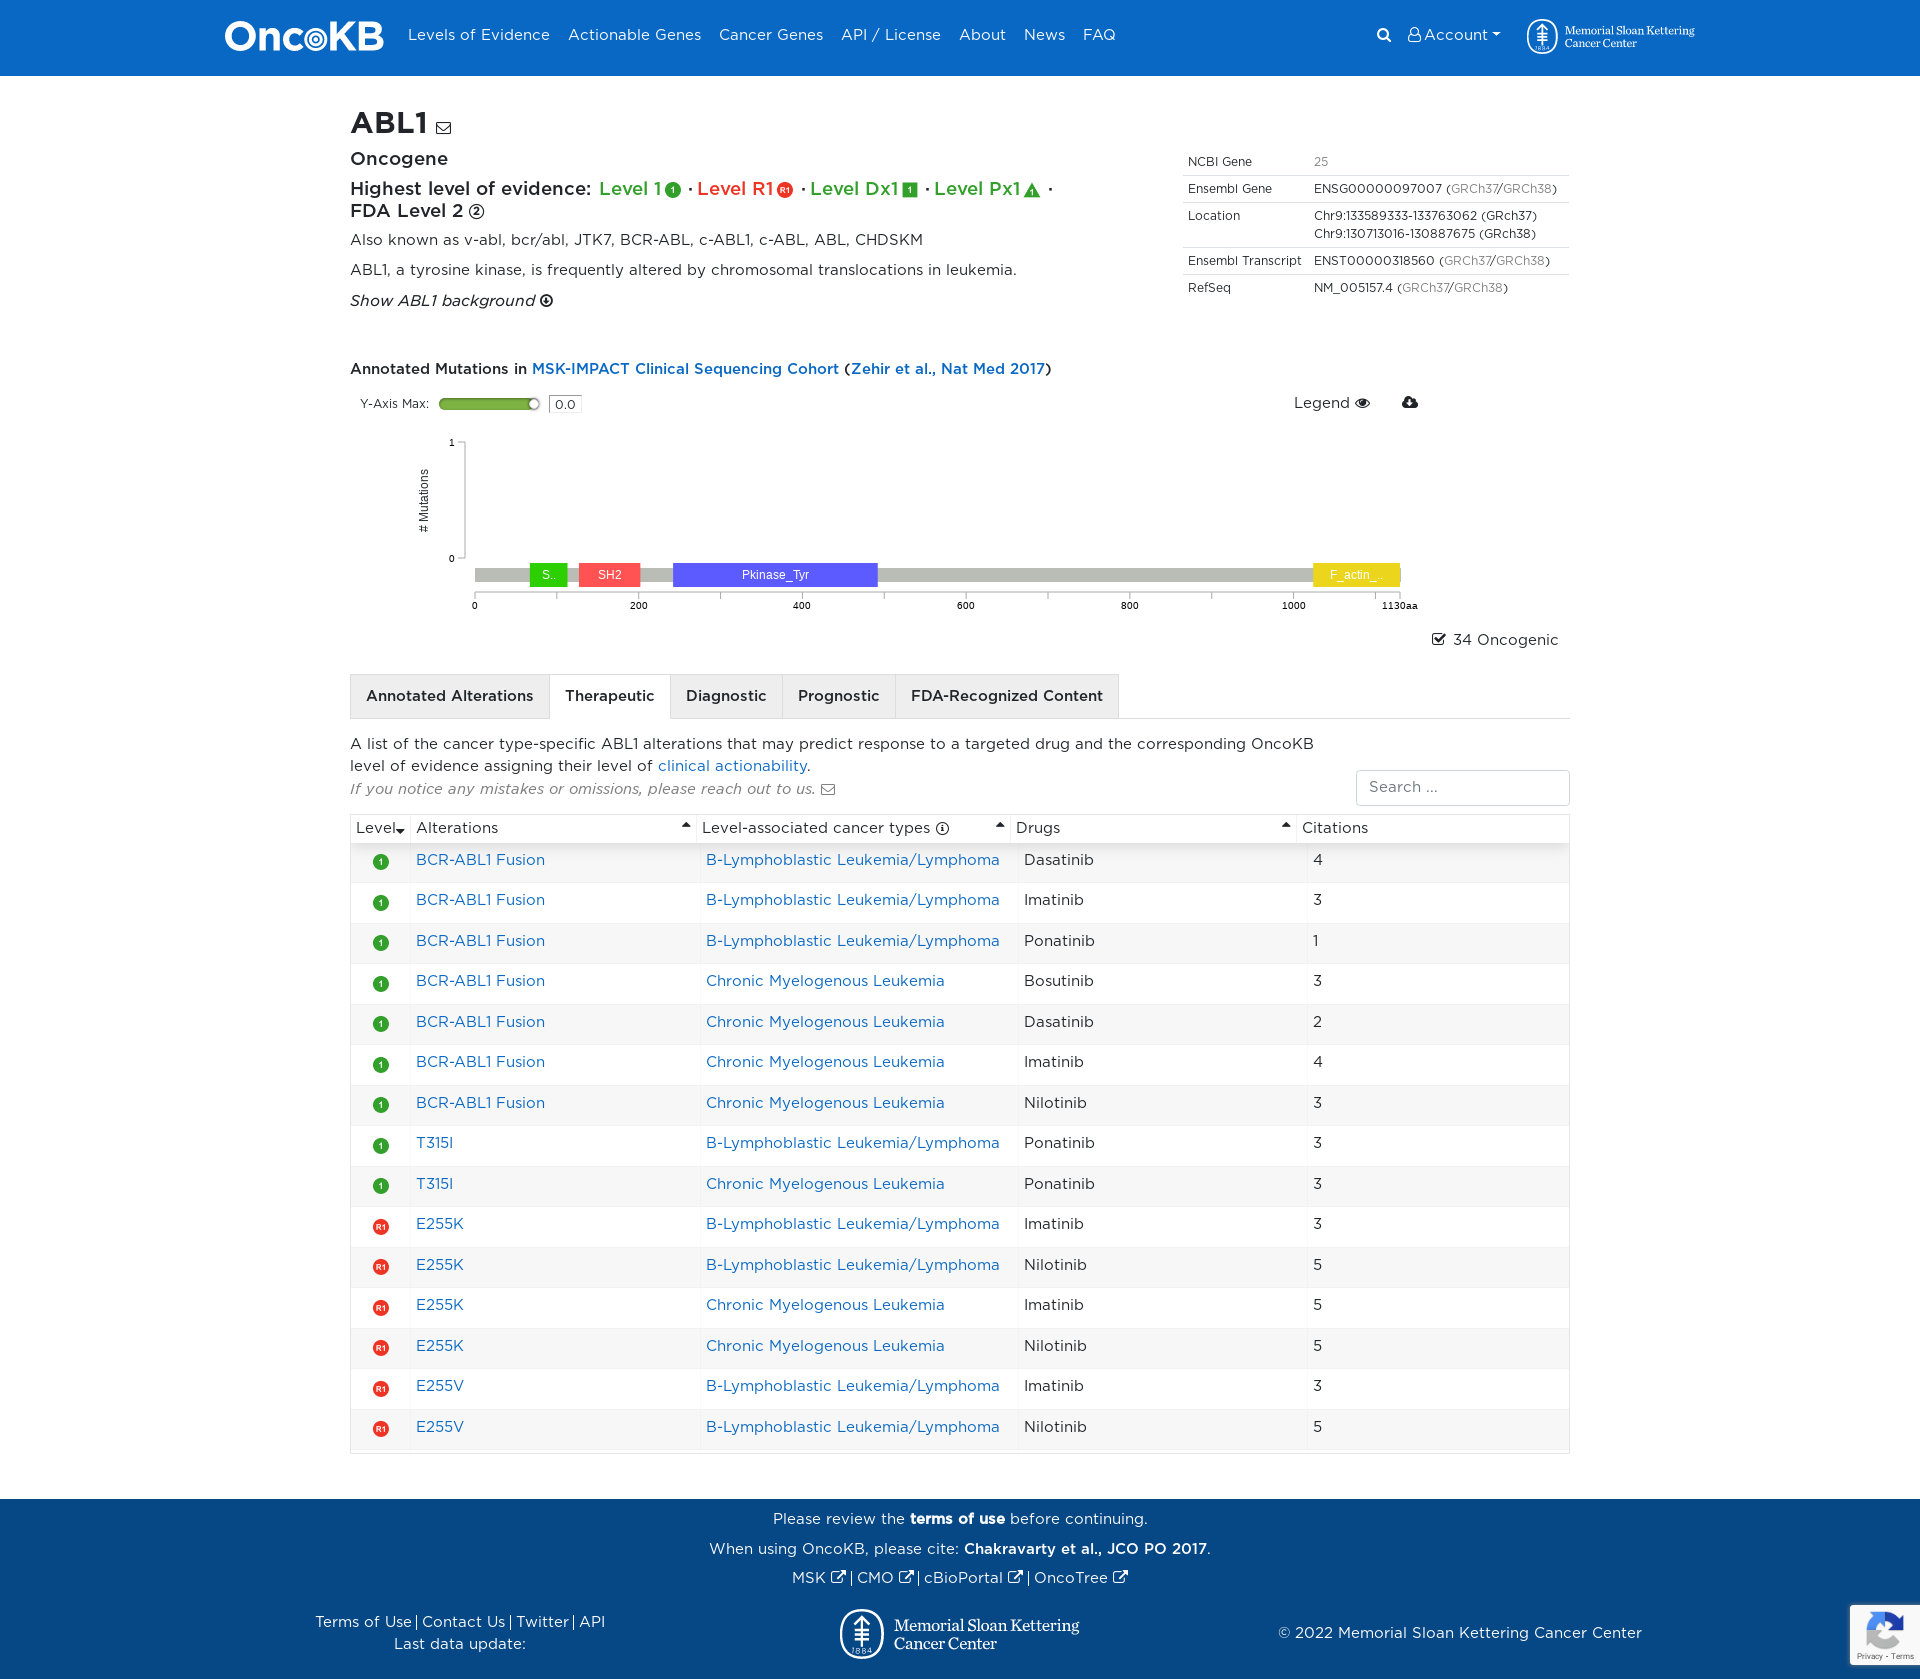 OncoKB Levels of Evidence Actionable Genes Cancer Genes API / License About News FAQ Account Memorial Sloan Kettering Cancer Center 1884
ABL1
Oncogene
Highest level of evidence: Level 1 1 · Level R1 R1 · Level Dx1 1 · Level Px1 1 ·
FDA Level 2 2
Also known as v-abl, bcr/abl, JTK7, BCR-ABL, c-ABL1, c-ABL, ABL, CHDSKM
ABL1, a tyrosine kinase, is frequently altered by chromosomal translocations in leukemia.
Show ABL1 background
NCBI Gene 25
Ensembl Gene ENSG00000097007 (GRCh37/GRCh38)
Location Chr9:133589333-133763062 (GRch37)
Chr9:130713016-130887675 (GRch38)
Ensembl Transcript ENST00000318560 (GRCh37/GRCh38)
RefSeq NM_005157.4 (GRCh37/GRCh38)
Annotated Mutations in MSK-IMPACT Clinical Sequencing Cohort (Zehir et al., Nat Med 2017)
Y-Axis Max: 0.0 Legend
1
# Mutations
0
S.. SH2 Pkinase_Tyr F_actin_..
0 200 400 600 800 1000 1130aa
34 Oncogenic
Annotated Alterations Therapeutic Diagnostic Prognostic FDA-Recognized Content
A list of the cancer type-specific ABL1 alterations that may predict response to a targeted drug and the corresponding OncoKB
level of evidence assigning their level of clinical actionability.
If you notice any mistakes or omissions, please reach out to us.
Search ...
Level Alterations Level-associated cancer types Drugs Citations
1 BCR-ABL1 Fusion B-Lymphoblastic Leukemia/Lymphoma Dasatinib 4
1 BCR-ABL1 Fusion B-Lymphoblastic Leukemia/Lymphoma Imatinib 3
1 BCR-ABL1 Fusion B-Lymphoblastic Leukemia/Lymphoma Ponatinib 1
1 BCR-ABL1 Fusion Chronic Myelogenous Leukemia Bosutinib 3
1 BCR-ABL1 Fusion Chronic Myelogenous Leukemia Dasatinib 2
1 BCR-ABL1 Fusion Chronic Myelogenous Leukemia Imatinib 4
1 BCR-ABL1 Fusion Chronic Myelogenous Leukemia Nilotinib 3
1 T315I B-Lymphoblastic Leukemia/Lymphoma Ponatinib 3
1 T315I Chronic Myelogenous Leukemia Ponatinib 3
R1 E255K B-Lymphoblastic Leukemia/Lymphoma Imatinib 3
R1 E255K B-Lymphoblastic Leukemia/Lymphoma Nilotinib 5
R1 E255K Chronic Myelogenous Leukemia Imatinib 5
R1 E255K Chronic Myelogenous Leukemia Nilotinib 5
R1 E255V B-Lymphoblastic Leukemia/Lymphoma Imatinib 3
R1 E255V B-Lymphoblastic Leukemia/Lymphoma Nilotinib 5
Please review the terms of use before continuing.
When using OncoKB, please cite: Chakravarty et al., JCO PO 2017.
MSK | CMO | cBioPortal | OncoTree
Terms of Use | Contact Us | Twitter | API
Last data update:
1884 Memorial Sloan Kettering
Cancer Center
© 2022 Memorial Sloan Kettering Cancer Center
Privacy - Terms